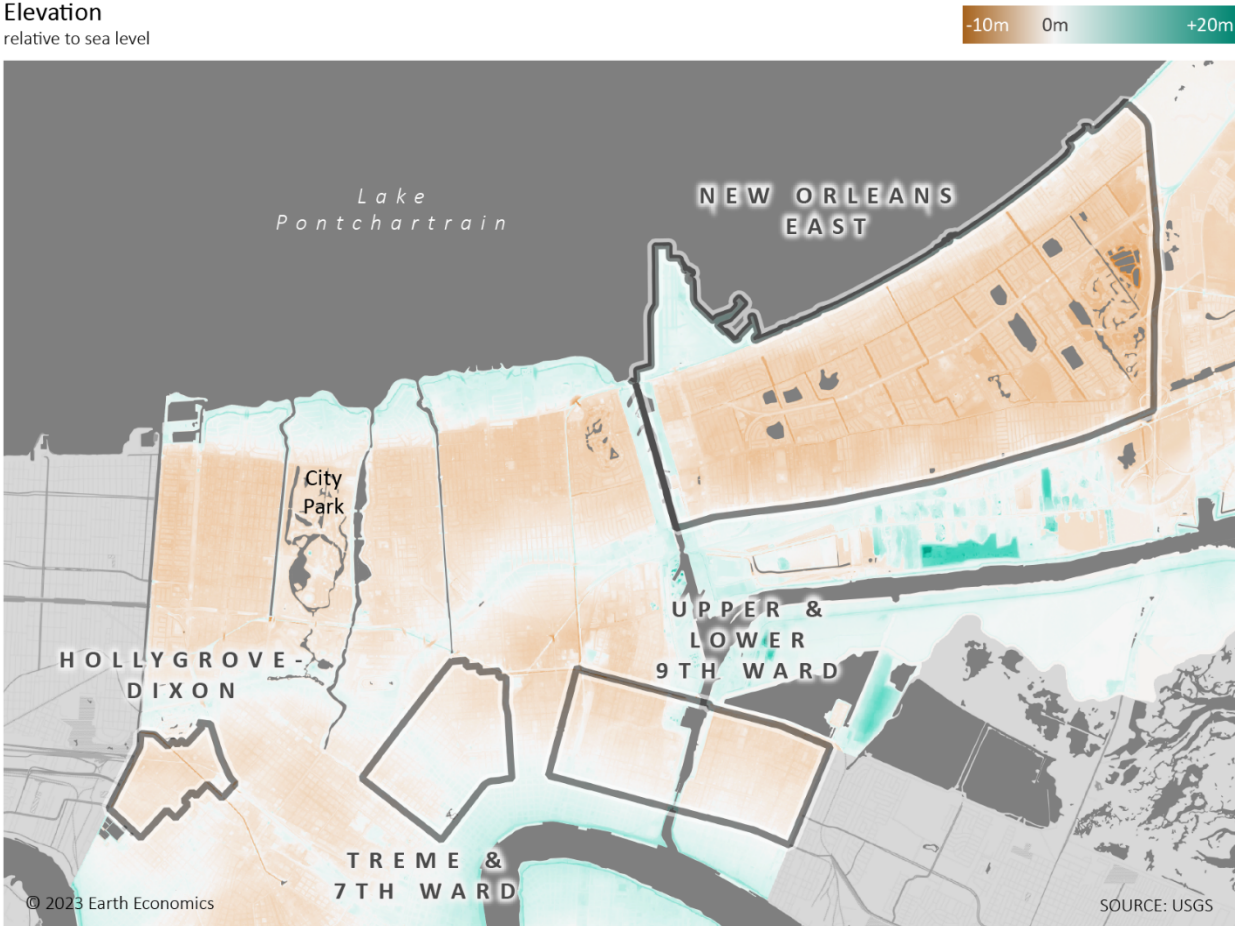 Elevation
relative to sea level
-10m 0m +20m
Lake
Pontchartrain
NEW ORLEANS
EAST
City
Park
UPPER &
LOWER
9TH WARD
HOLLYGROVE-
DIXON
TREME &
7TH WARD
© 2023 Earth Economics
SOURCE: USGS